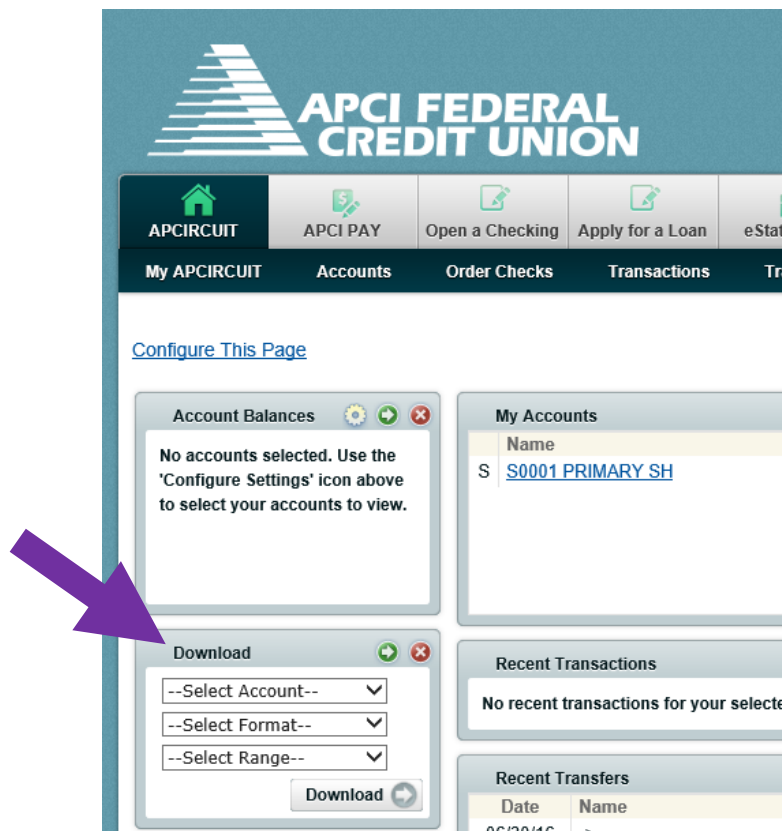 APCI FEDERAL
CREDIT UNION
APCIRCUIT
APCI PAY
Open a Checking
Apply for a Loan
My APCIRCUIT
Accounts
Order Checks
Transactions
Configure This Page
Account Balances
No accounts selected. Use the
'Configure Settings' icon above
to select your accounts to view.
My Accounts
Name
S S0001 PRIMARY SH
Download
--Select Account--
--Select Format--
--Select Range--
Download
Recent Transactions
No recent transactions for your
Recent Transfers
Date Name